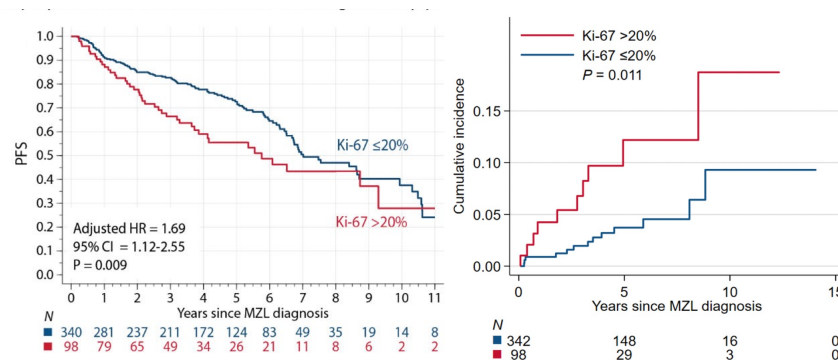 1.0
0.9
0.8
0.7
0.6
0.5
0.4
0.3
0.2
0.1
0.0
PFS
Ki-67 ≤20%
Ki-67 >20%
Adjusted HR = 1.69
95% CI = 1.12-2.55
P = 0.009
0 1 2 3 4 5 6 7 8 9 10 11
Years since MZL diagnosis
N
340 281 237 211 172 124 83 49 35 19 14 8
98 79 65 49 34 26 21 11 8 6 2 2
Ki-67 >20%
Ki-67 ≤20%
P = 0.011
Cumulative incidence
0.15
0.10
0.05
0.00
0 5 10 15
Years since MZL diagnosis
N
342 148 16 0
98 29 3 0